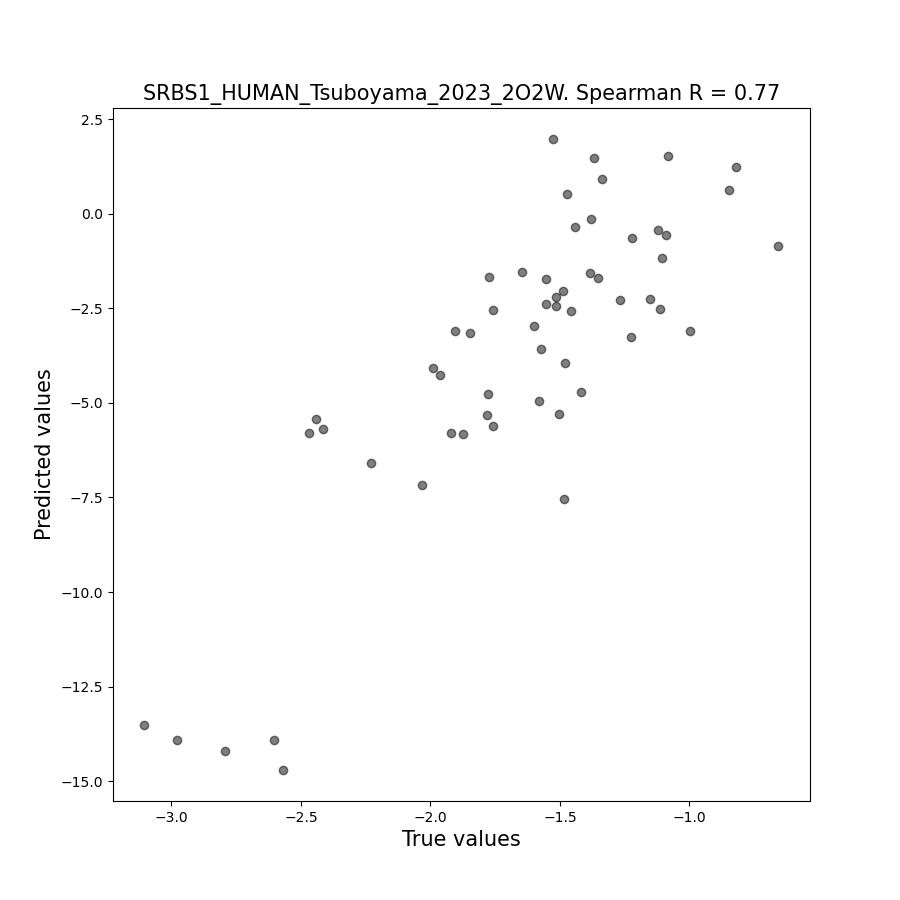 SRBS1_HUMAN_Tsuboyama_2023_2O2W. Spearman R = 0.77
2.5
0.0
−2.5
−5.0
−7.5
−10.0
−12.5
−15.0
Predicted values
−3.0 −2.5 −2.0 −1.5 −1.0
True values